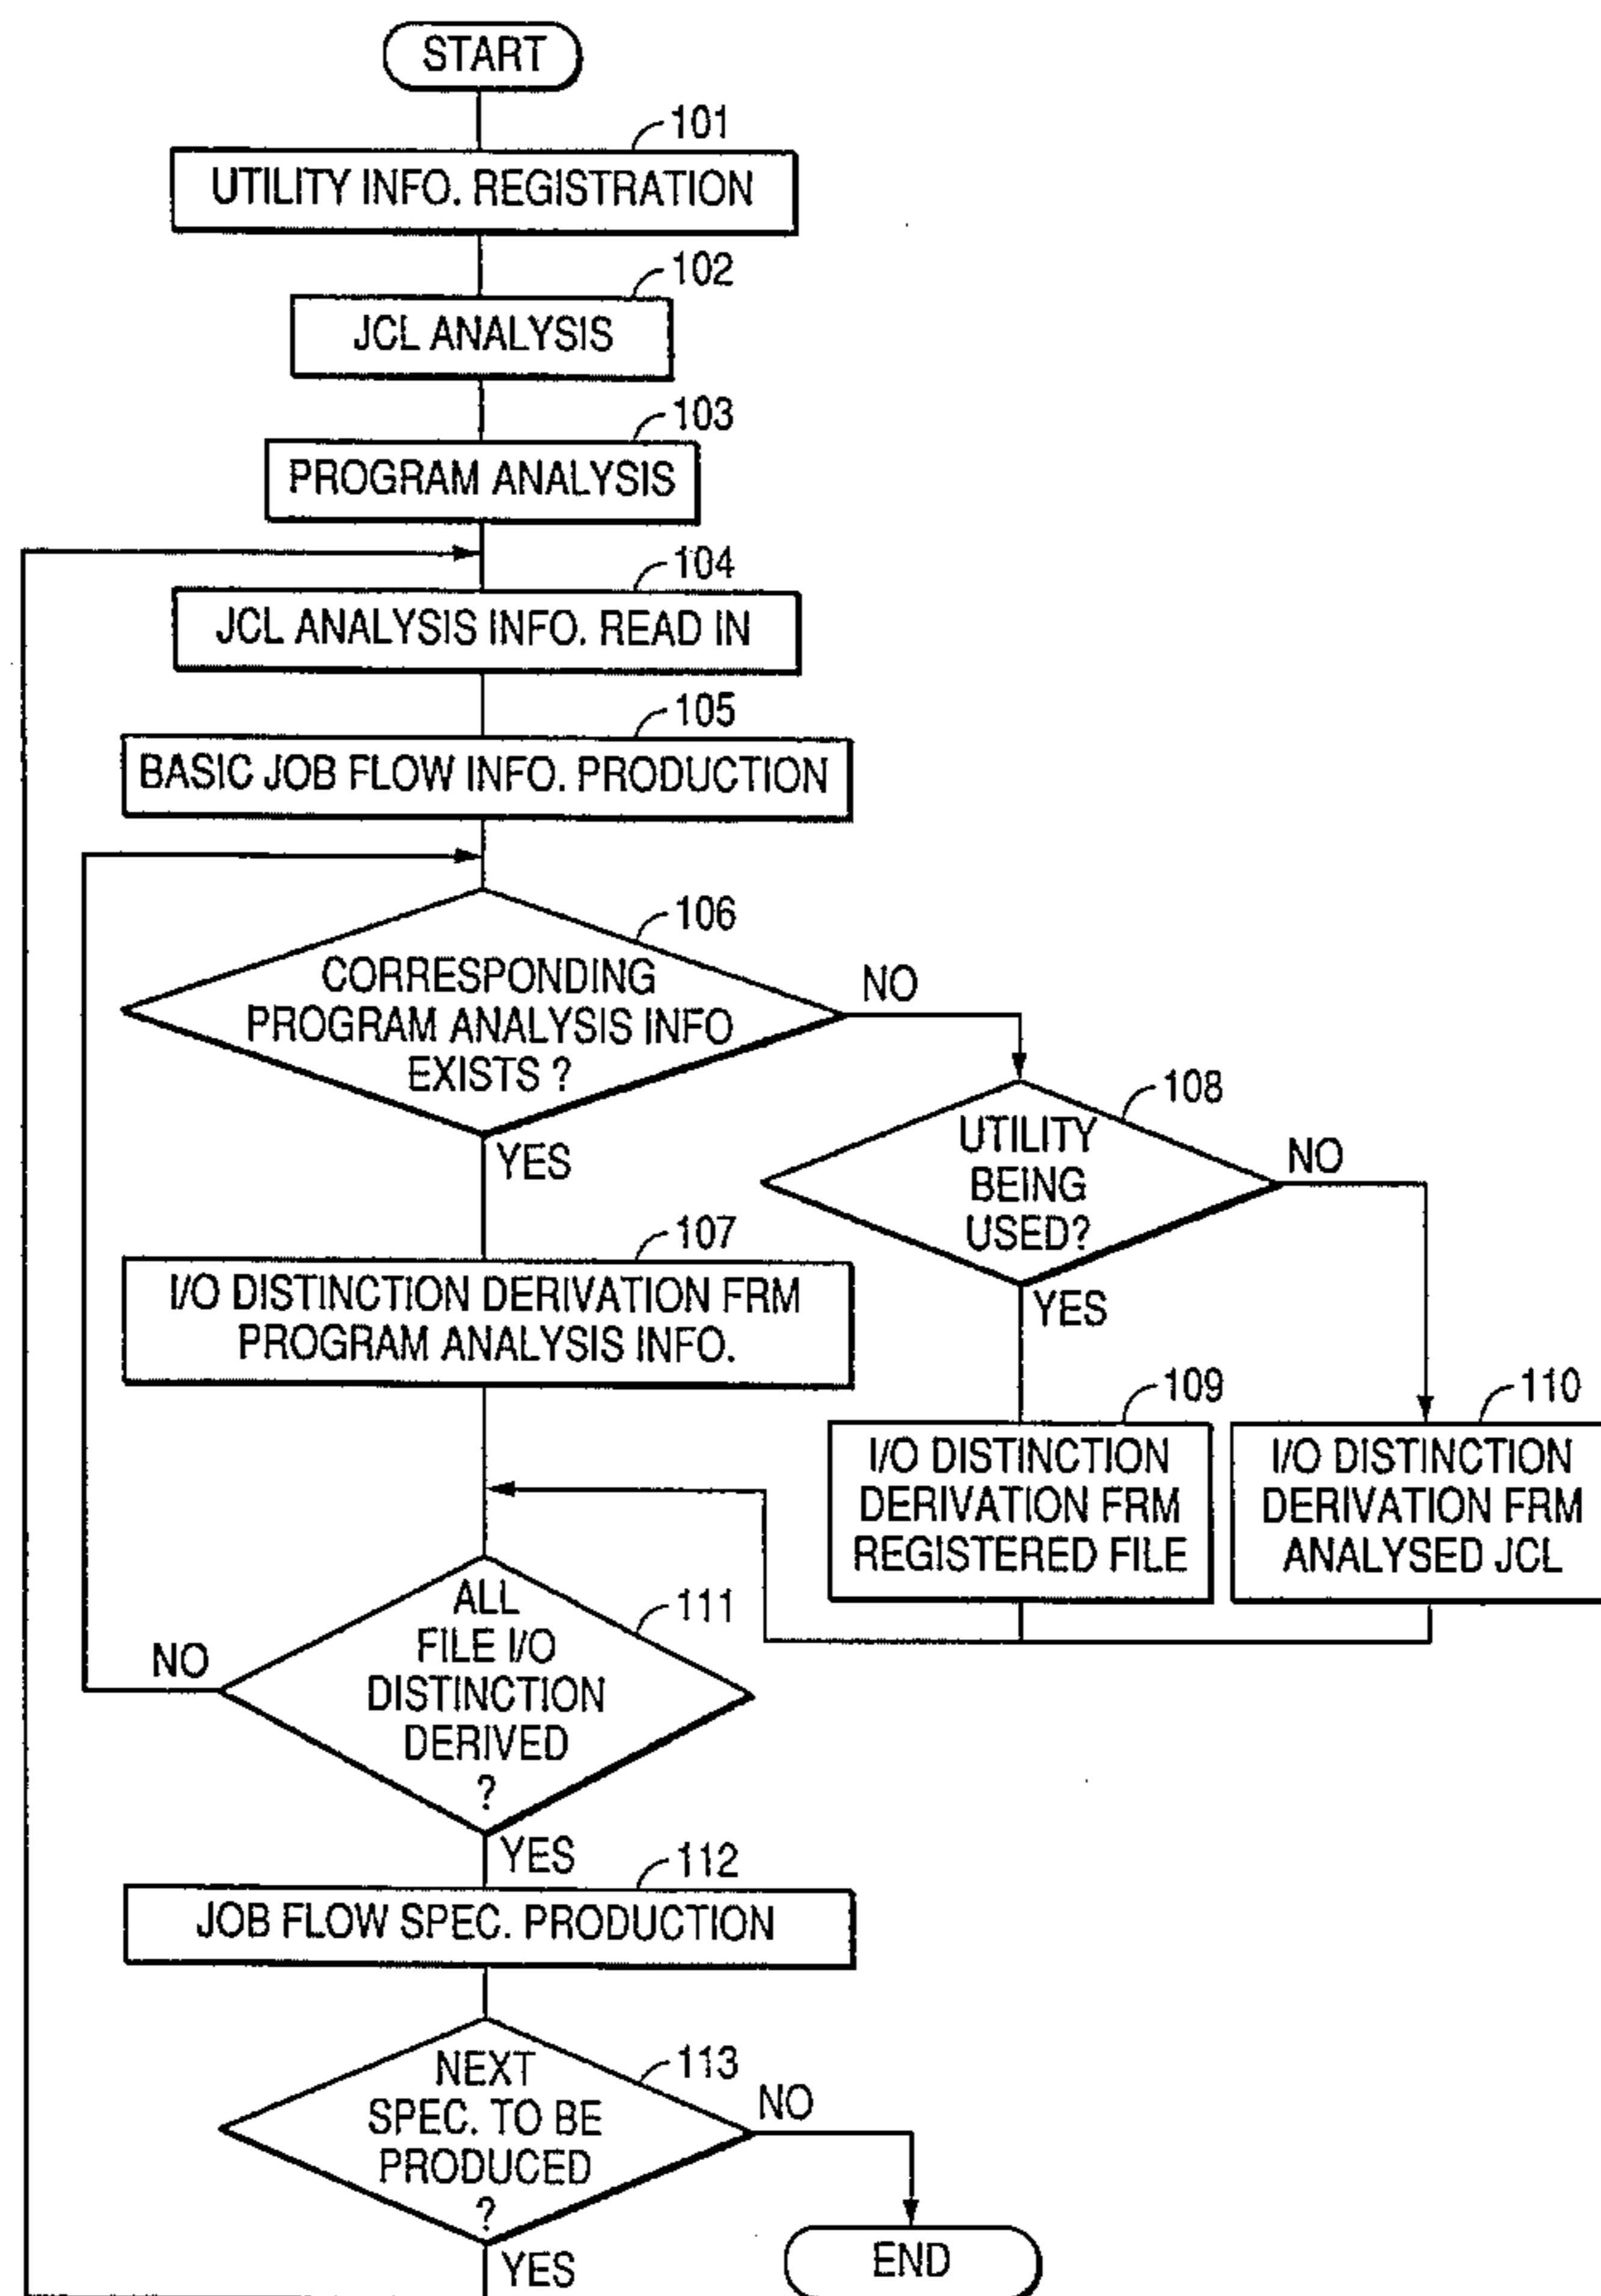 START
101
UTILITY INFO. REGISTRATION
102
JCL ANALYSIS
103
PROGRAM ANALYSIS
104
JCL ANALYSIS INFO. READ IN
105
BASIC JOB FLOW INFO. PRODUCTION
106
CORRESPONDING
PROGRAM ANALYSIS INFO
EXISTS ?
NO
YES
108
UTILITY
BEING
USED?
NO
YES
107
I/O DISTINCTION DERIVATION FRM
PROGRAM ANALYSIS INFO.
109
I/O DISTINCTION
DERIVATION FRM
REGISTERED FILE
110
I/O DISTINCTION
DERIVATION FRM
ANALYSED JCL
111
ALL
FILE I/O
DISTINCTION
DERIVED
?
NO
YES
112
JOB FLOW SPEC. PRODUCTION
113
NEXT
SPEC. TO BE
PRODUCED
?
NO
YES
END